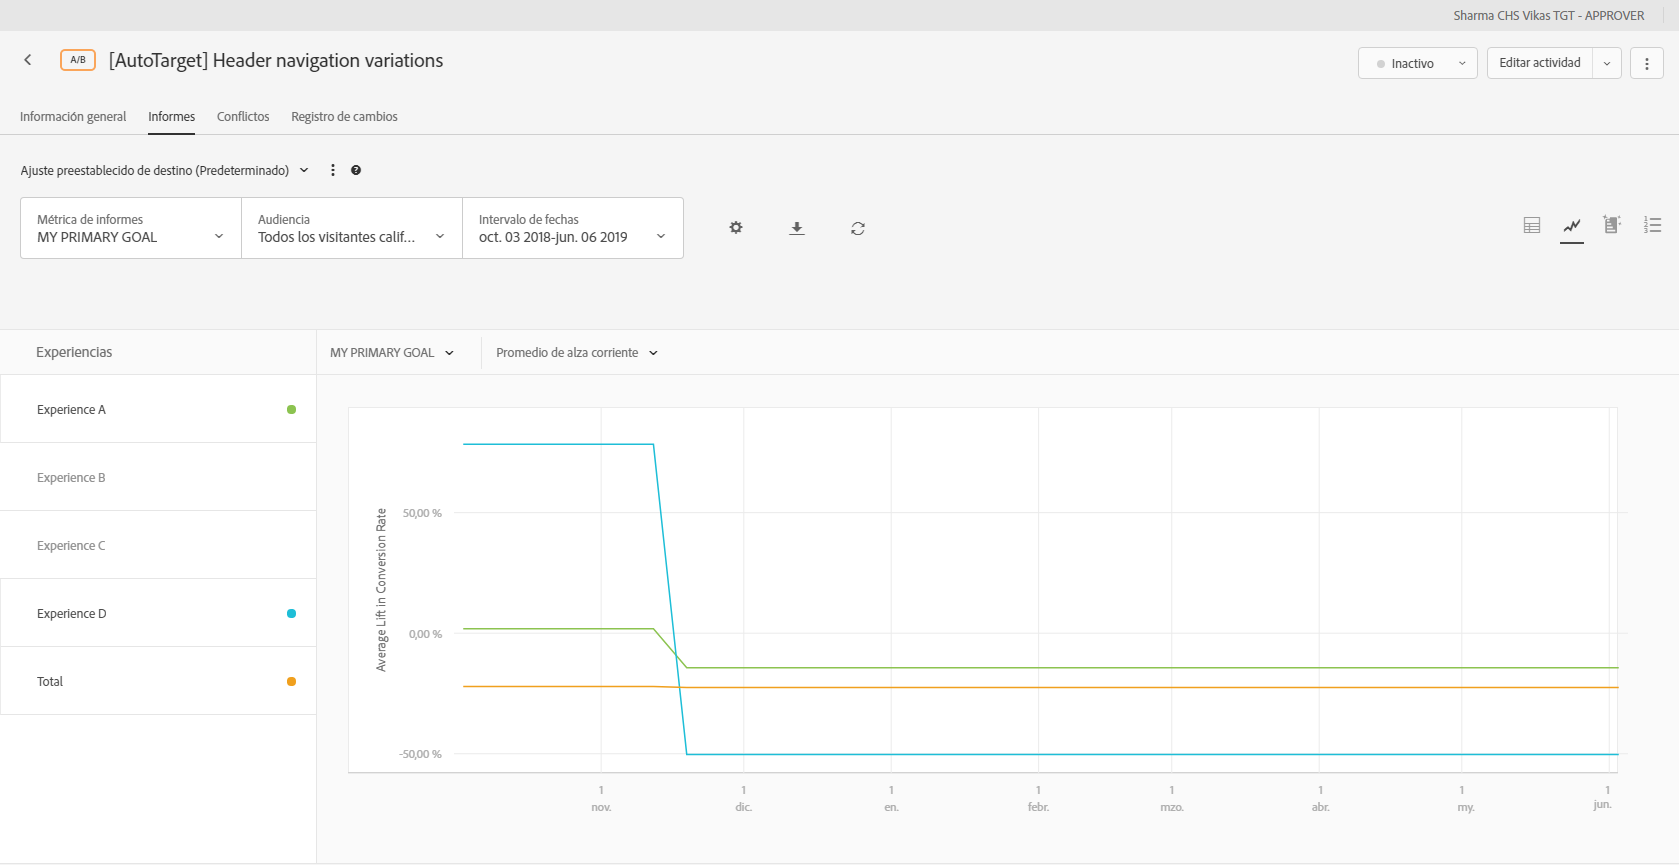 Sharma CHS Vikas TGT - APPROVER
A/B
[AutoTarget] Header navigation variations
Inactivo
Editar actividad
Información general
Informes
Conflictos
Registro de cambios
Ajuste preestablecido de destino (Predeterminado)
Métrica de informes
MY PRIMARY GOAL
Audiencia
Todos los visitantes calif...
Intervalo de fechas
oct. 03 2018-jun. 06 2019
Experiencias
MY PRIMARY GOAL
Promedio de alza corriente
Experience A
Experience B
Experience C
Experience D
Total
Average Lift in Conversion Rate
50,00 %
0,00 %
-50,00 %
1
nov.
1
dic.
1
en.
1
febr.
1
mzo.
1
abr.
1
my.
1
jun.